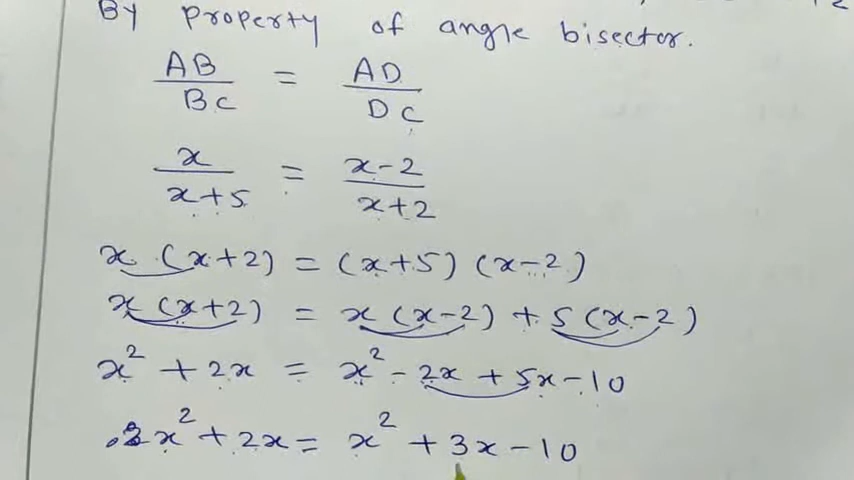 By property of angle bisector.
AB/BC = AD/DC
x/x+5 = x-2/x+2
x (x+2) = (x+5) (x-2)
x (x+2) = x (x-2) + 5 (x-2)
x² + 2x = x² - 2x + 5x - 10
x² + 2x = x² + 3x - 10